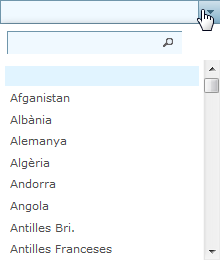 Afganistan
Albània
Alemanya
Algèria
Andorra
Angola
Antilles Bri.
Antilles Franceses